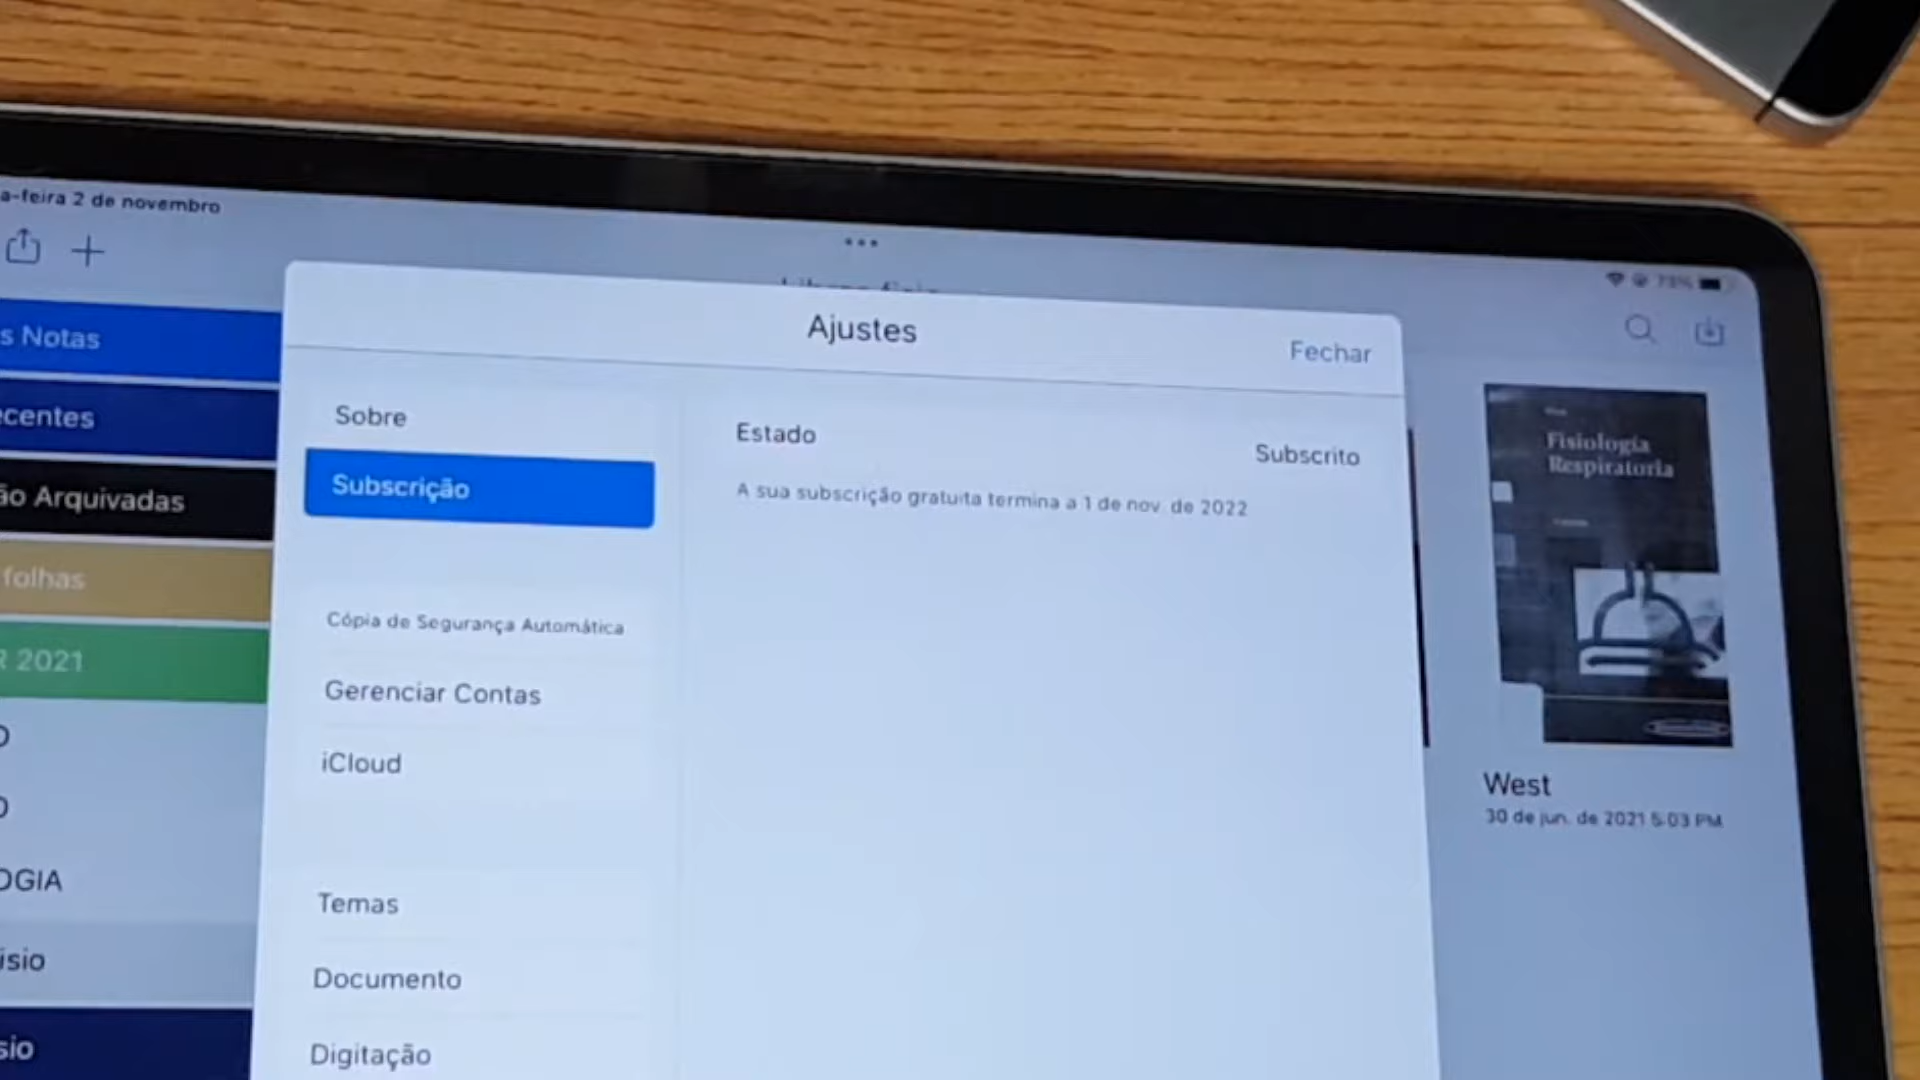 a-feira 2 de novembro
73%
Ajustes
Fechar
s Notas
ecentes
ão Arquivadas
folhas
R 2021
O
O
OGIA
isio
sio
Sobre
Subscrição
Cópia de Segurança Automática
Gerenciar Contas
iCloud
Temas
Documento
Digitação
Estado
Subscrito
A sua subscrição gratuita termina a 1 de nov. de 2022
Fisiología
Respiratoria
West
30 de jun. de 2021 5:03 PM